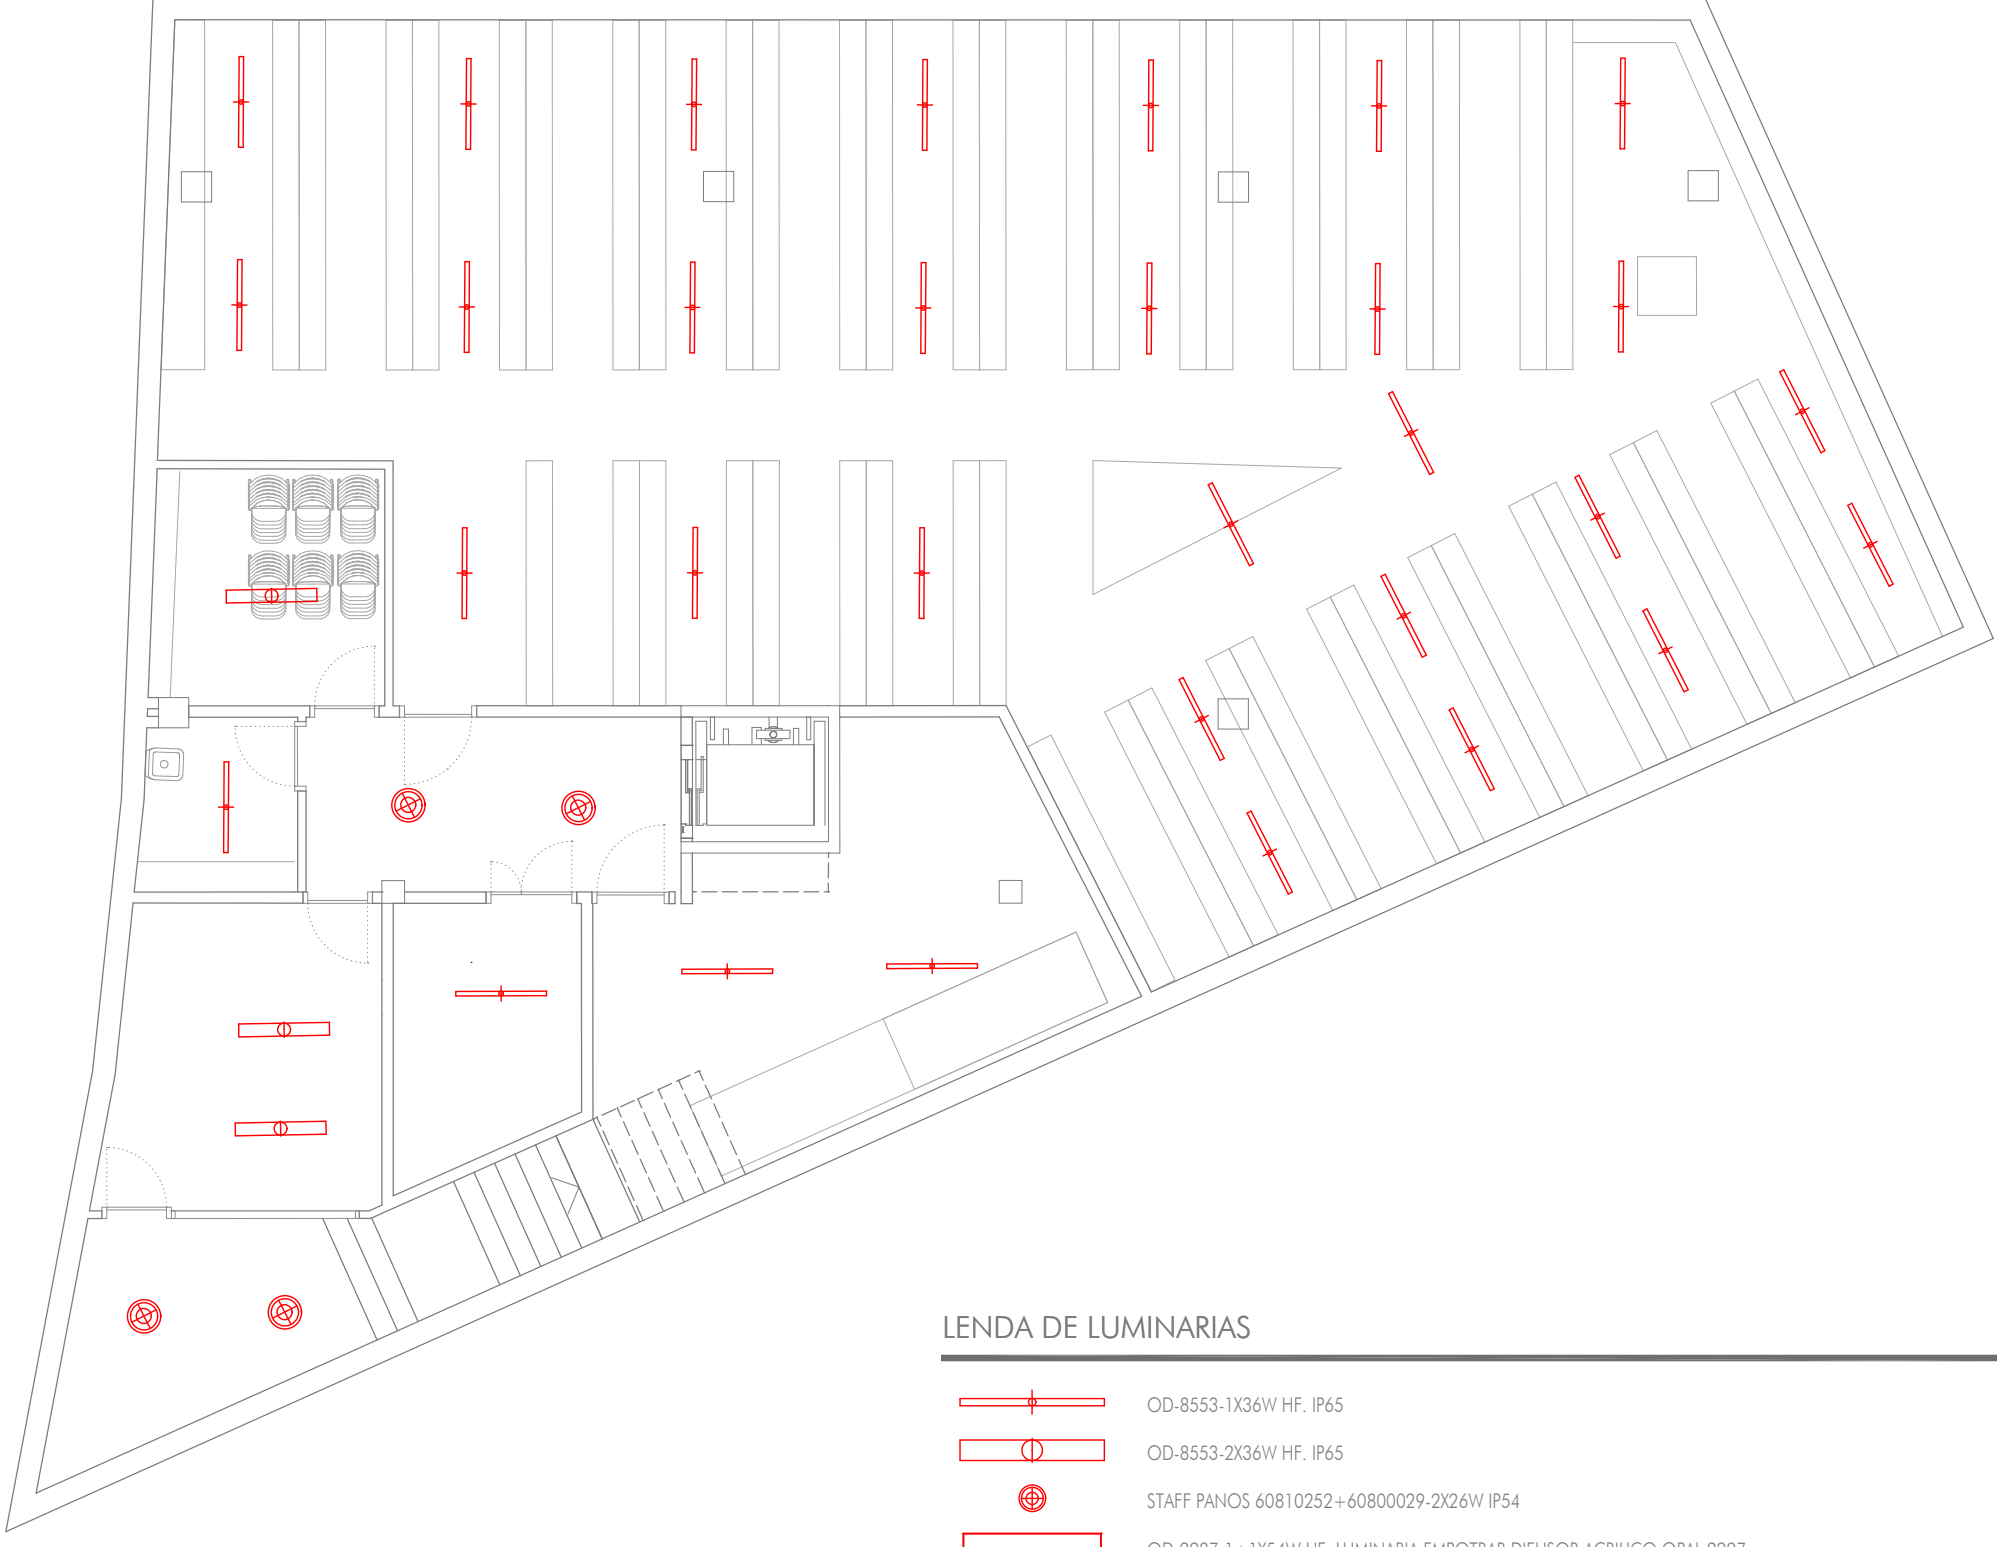 LENDA DE LUMINARIAS
OD-8553-1X36W HF. IP65
OD-8553-2X36W HF. IP65
STAFF PANOS 60810252+60800029-2X26W IP54